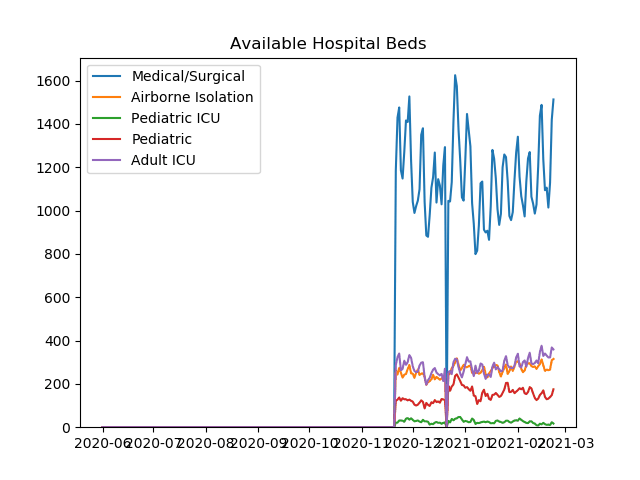 Available Hospital Beds
Medical/Surgical
Airborne Isolation
Pediatric ICU
Pediatric
Adult ICU
1600
1400
1200
1000
800
600
400
200
0
2020-06 2020-07 2020-08 2020-09 2020-10 2020-11 2020-12 2021-01 2021-02 2021-03